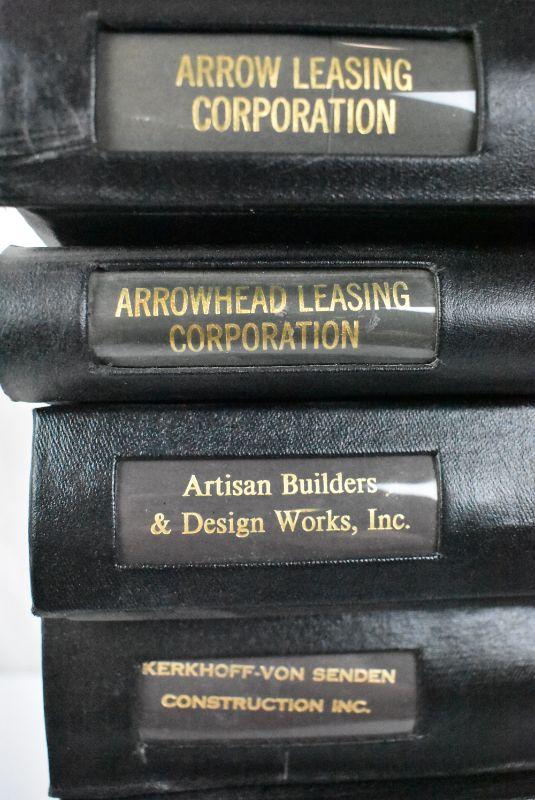 ARROW LEASING
CORPORATION
ARROWHEAD LEASING
CORPORATION
Artisan Builders
& Design Works, Inc.
KERKHOFF-VON SENDEN
CONSTRUCTION INC.